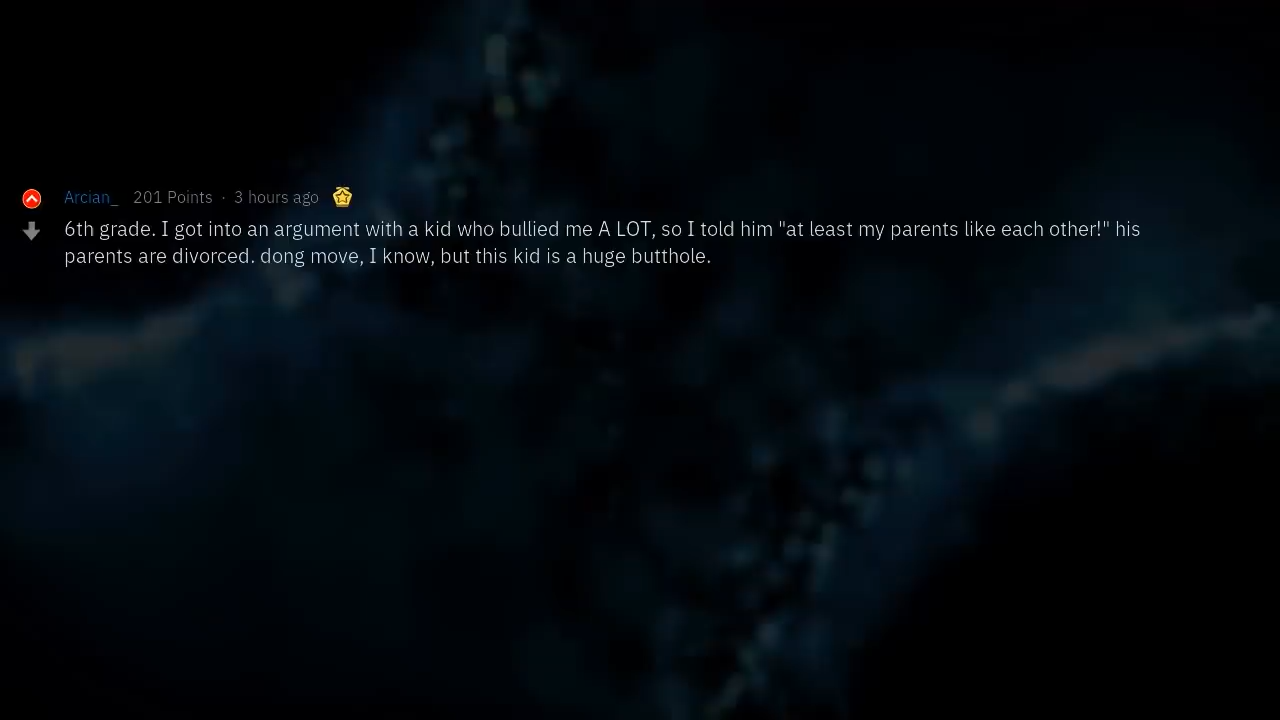 Arcian_ 201 Points · 3 hours ago
6th grade. I got into an argument with a kid who bullied me A LOT, so I told him "at least my parents like each other!" his
parents are divorced. dong move, I know, but this kid is a huge butthole.